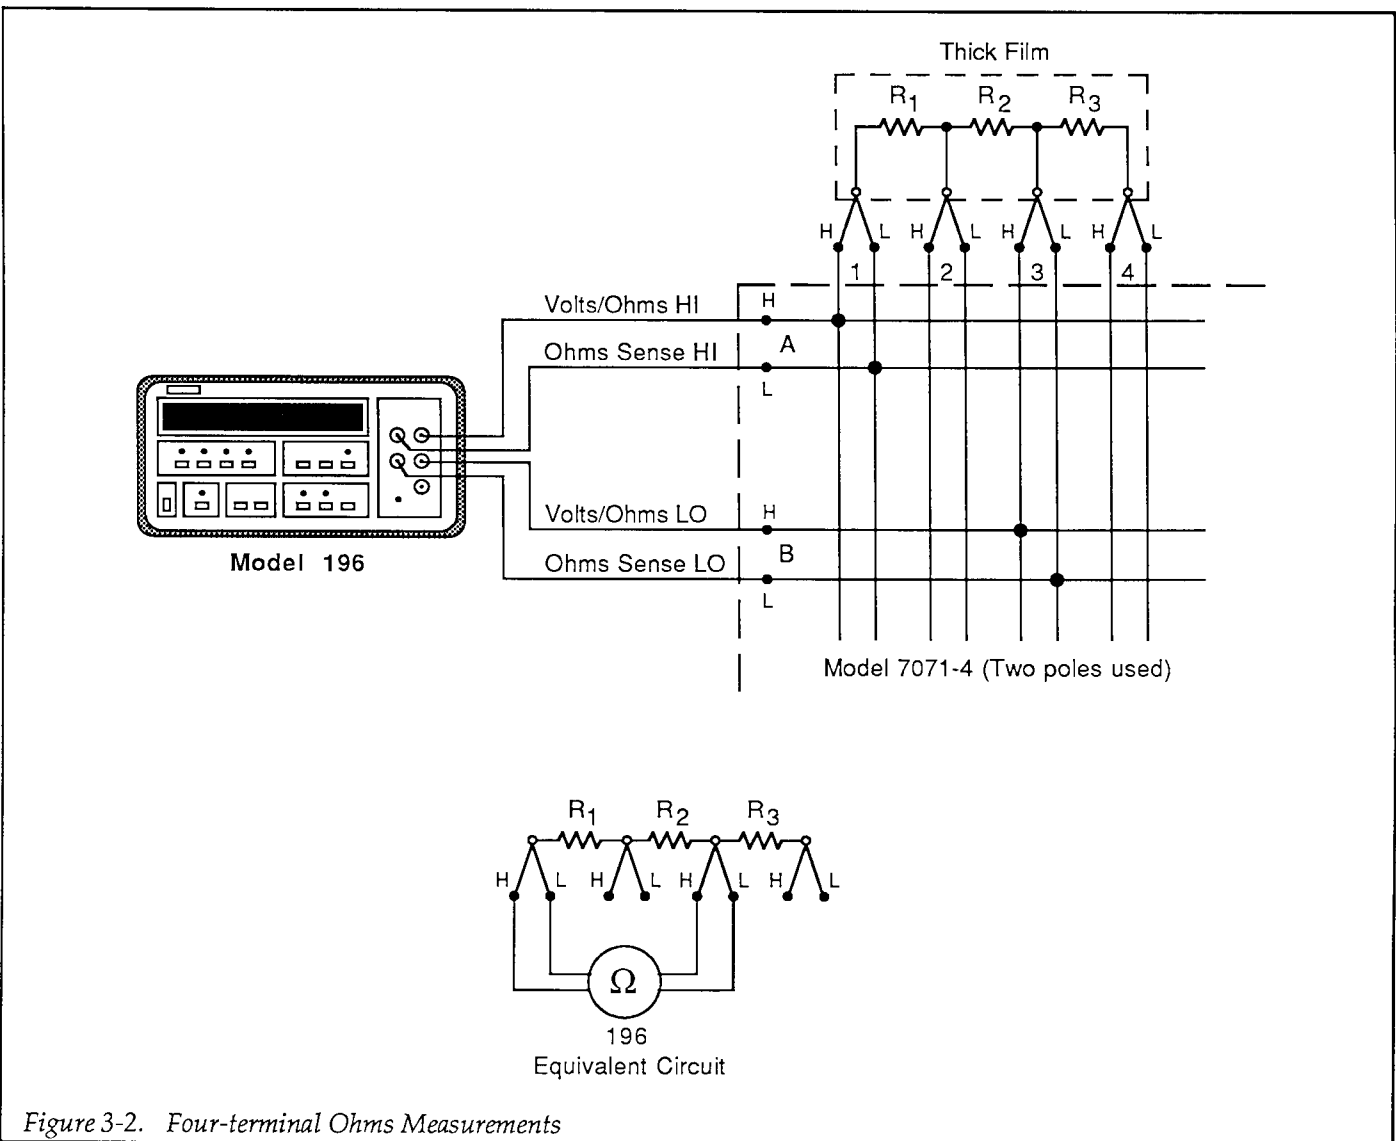 Thick Film
R1 R2 R3
H L H L H L H L
1 2 3 4
Volts/Ohms HI H
A
Ohms Sense HI
L
Volts/Ohms LO H
B
Ohms Sense LO
L
Model 196
Model 7071-4 (Two poles used)
R1 R2 R3
H L H L H L H L
Ω
196
Equivalent Circuit
Figure 3-2. Four-terminal Ohms Measurements